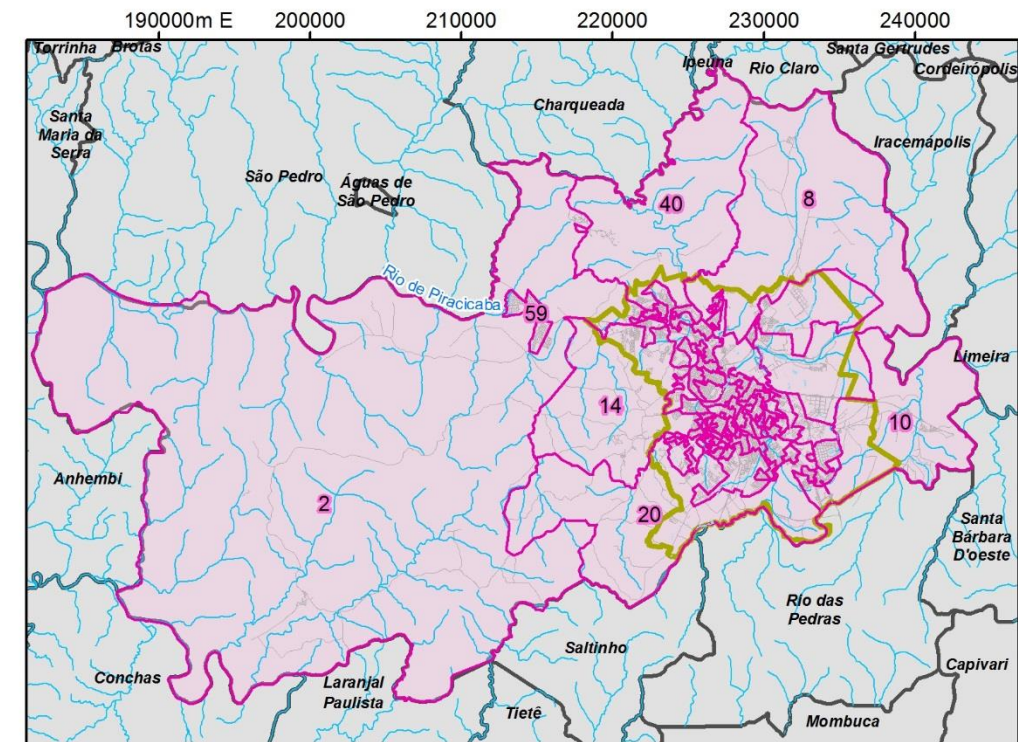 190000m E 200000 210000 220000 230000 240000
Torrinha
Brotas
Ipeúna
Rio Claro
Santa Gertrudes
Cordeirópolis
Santa
Maria da
Serra
Charqueada
Iracemápolis
São Pedro
Águas de
São Pedro
40
8
Rio de Piracicaba
59
Limeira
14
10
Anhembi
2
20
Santa
Bárbara
D'oeste
Rio das
Pedras
Saltinho
Conchas
Laranjal
Paulista
Capivari
Tietê
Mombuca